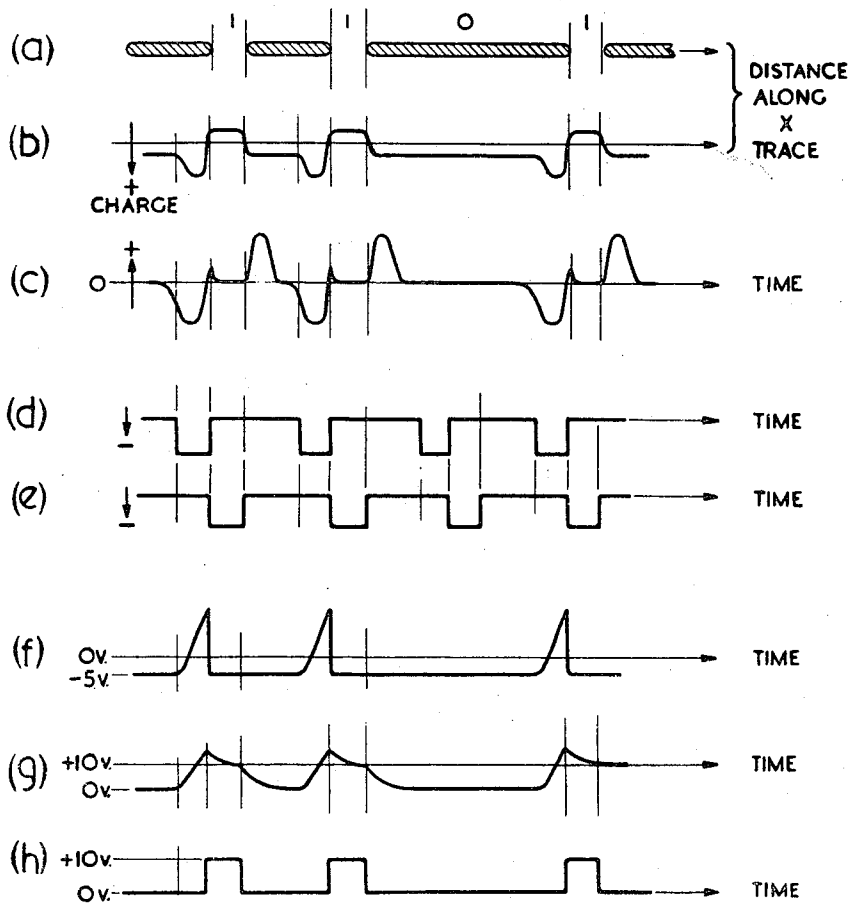 1 1 0 1
(a)
DISTANCE
ALONG
X
TRACE
(b)
+
CHARGE
+
(c) 0 TIME
(d) – TIME
(e) – TIME
(f) 0v. TIME
–5v.
(g) +10v. TIME
0v.
(h) +10v.
0v. TIME